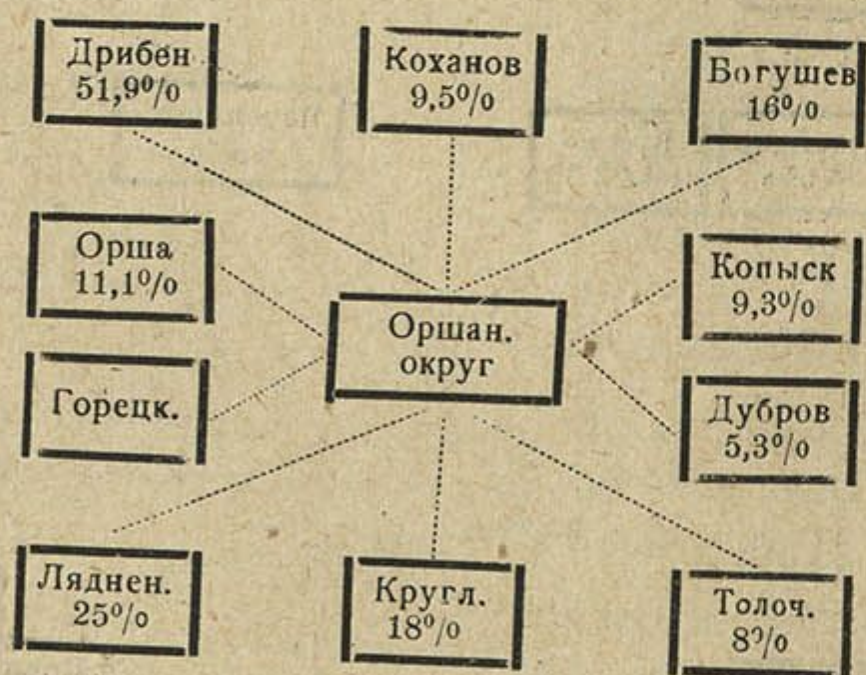 Дрибен
51,9%
Коханов
9,5%
Богушев
16%
Орша
11,1%
Оршан.
округ
Копыск
9,3%
Горецк.
Дубров
5,3%
Ляднен.
25%
Кругл.
18%
Толоч.
8%